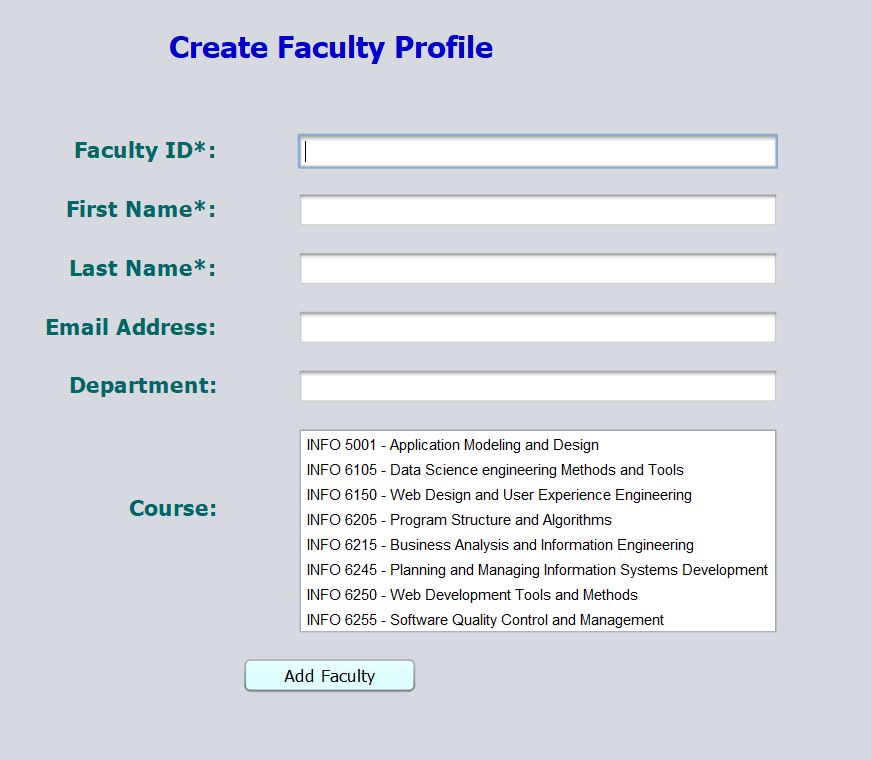 Create Faculty Profile
Faculty ID*:
First Name*:
Last Name*:
Email Address:
Department:
Course:
INFO 5001 - Application Modeling and Design
INFO 6105 - Data Science engineering Methods and Tools
INFO 6150 - Web Design and User Experience Engineering
INFO 6205 - Program Structure and Algorithms
INFO 6215 - Business Analysis and Information Engineering
INFO 6245 - Planning and Managing Information Systems Development
INFO 6250 - Web Development Tools and Methods
INFO 6255 - Software Quality Control and Management
Add Faculty